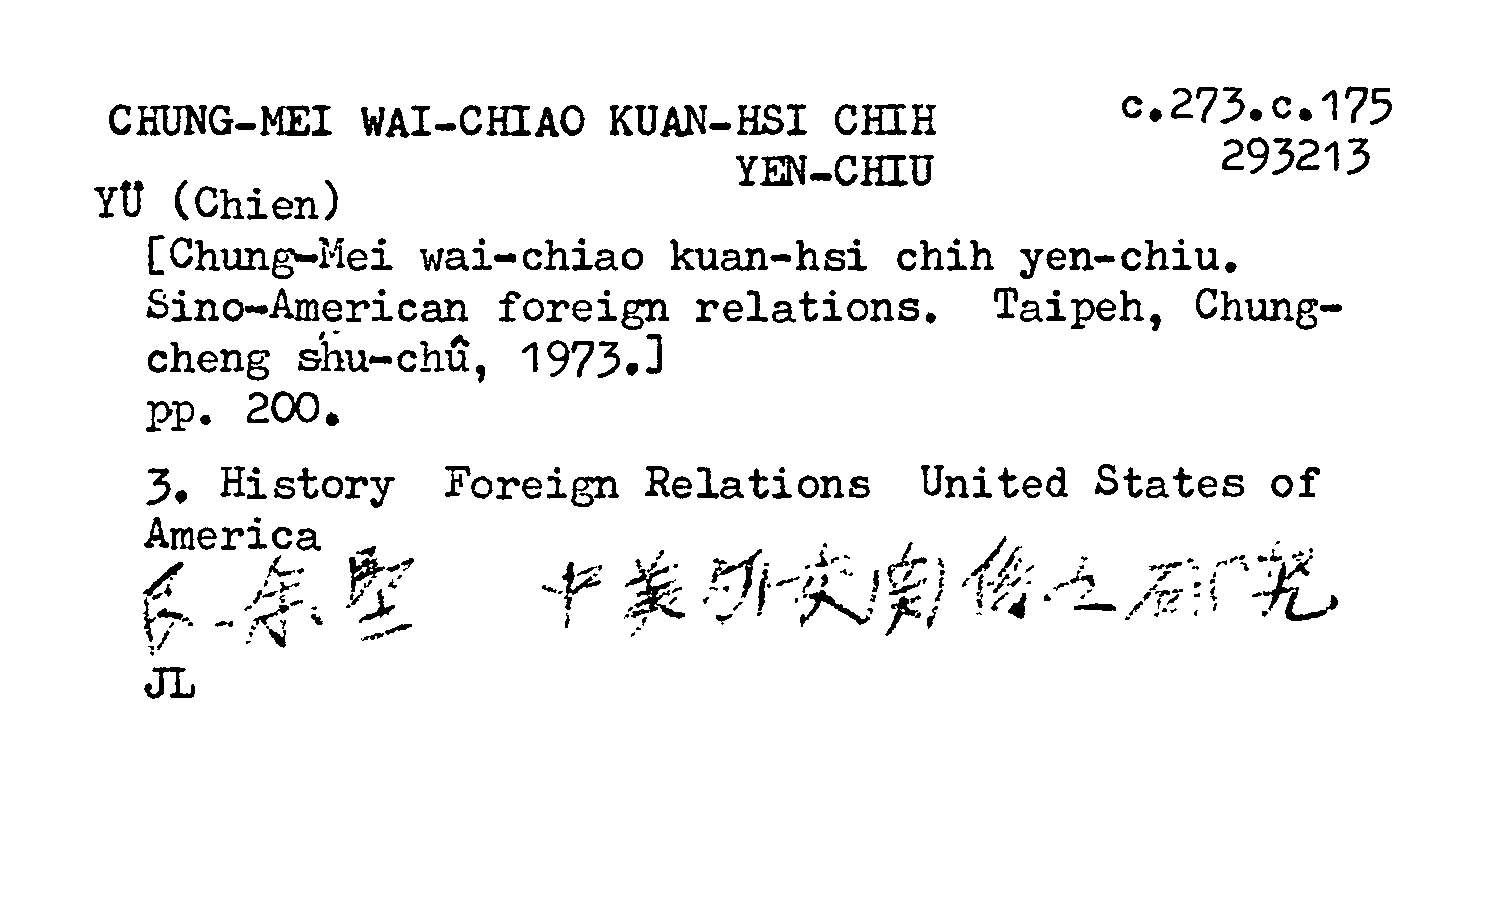 CHUNG-MEI WAI-CHIAO KUAN-HSI CHIH
YEN-CHIU
c.273.c.175
293213
YÜ (Chien)
[Chung-Mei wai-chiao kuan-hsi chih yen-chiu.
Sino-American foreign relations. Taipeh, Chung-
cheng shu-chû, 1973.]
pp. 200.
3. History Foreign Relations United States of
America
余堅 中美外交関係之研究
JL